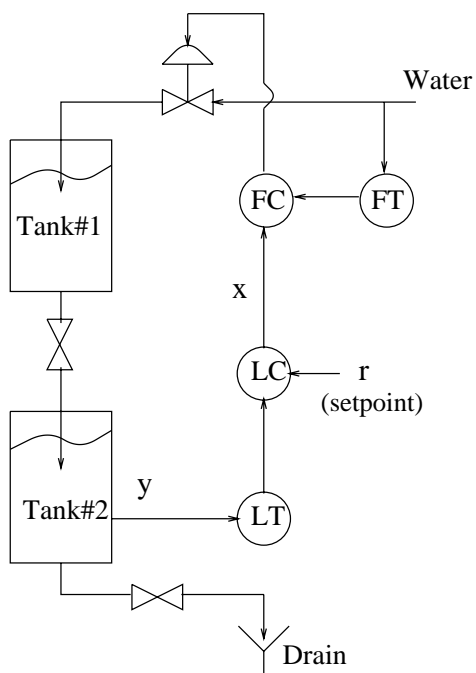 Water
FC
FT
Tank#1
x
LC
r
(setpoint)
y
Tank#2
LT
Drain